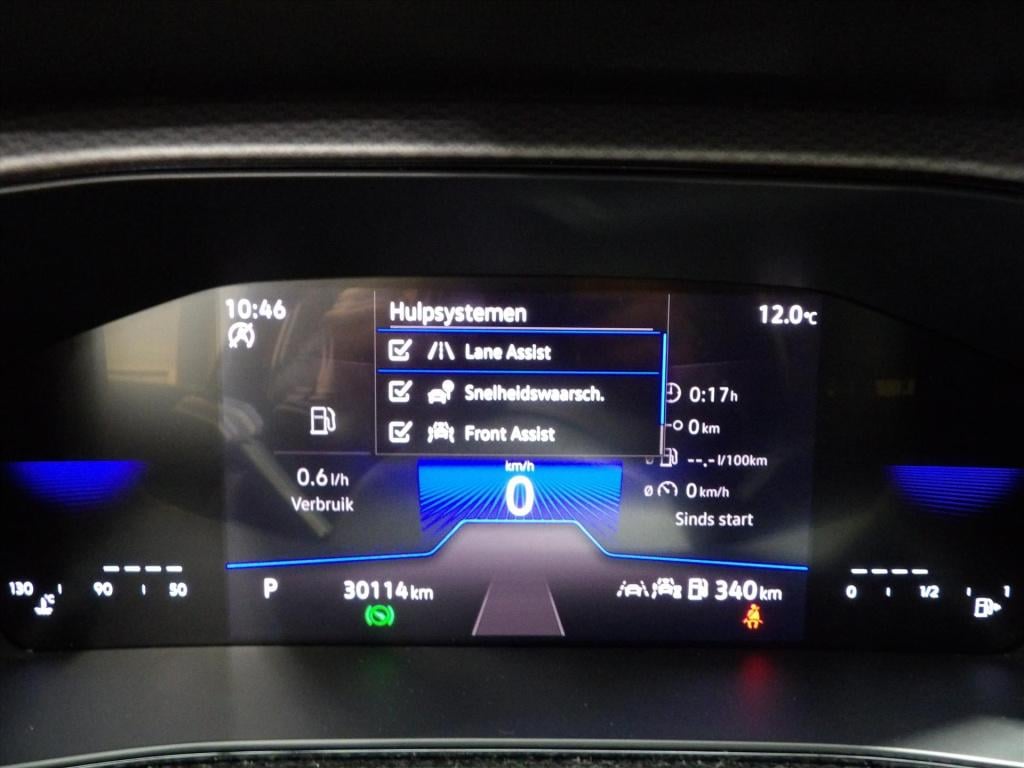 10:46
12.0°C
Hulpsystemen
Lane Assist
Snelheidswaarsch.
Front Assist
0:17 h
0 km
--.- l/100km
ø 0 km/h
Sinds start
0.6 l/h
Verbruik
km/h
0
130 90 50
°C
P 30114 km
340 km
0 1/2 1